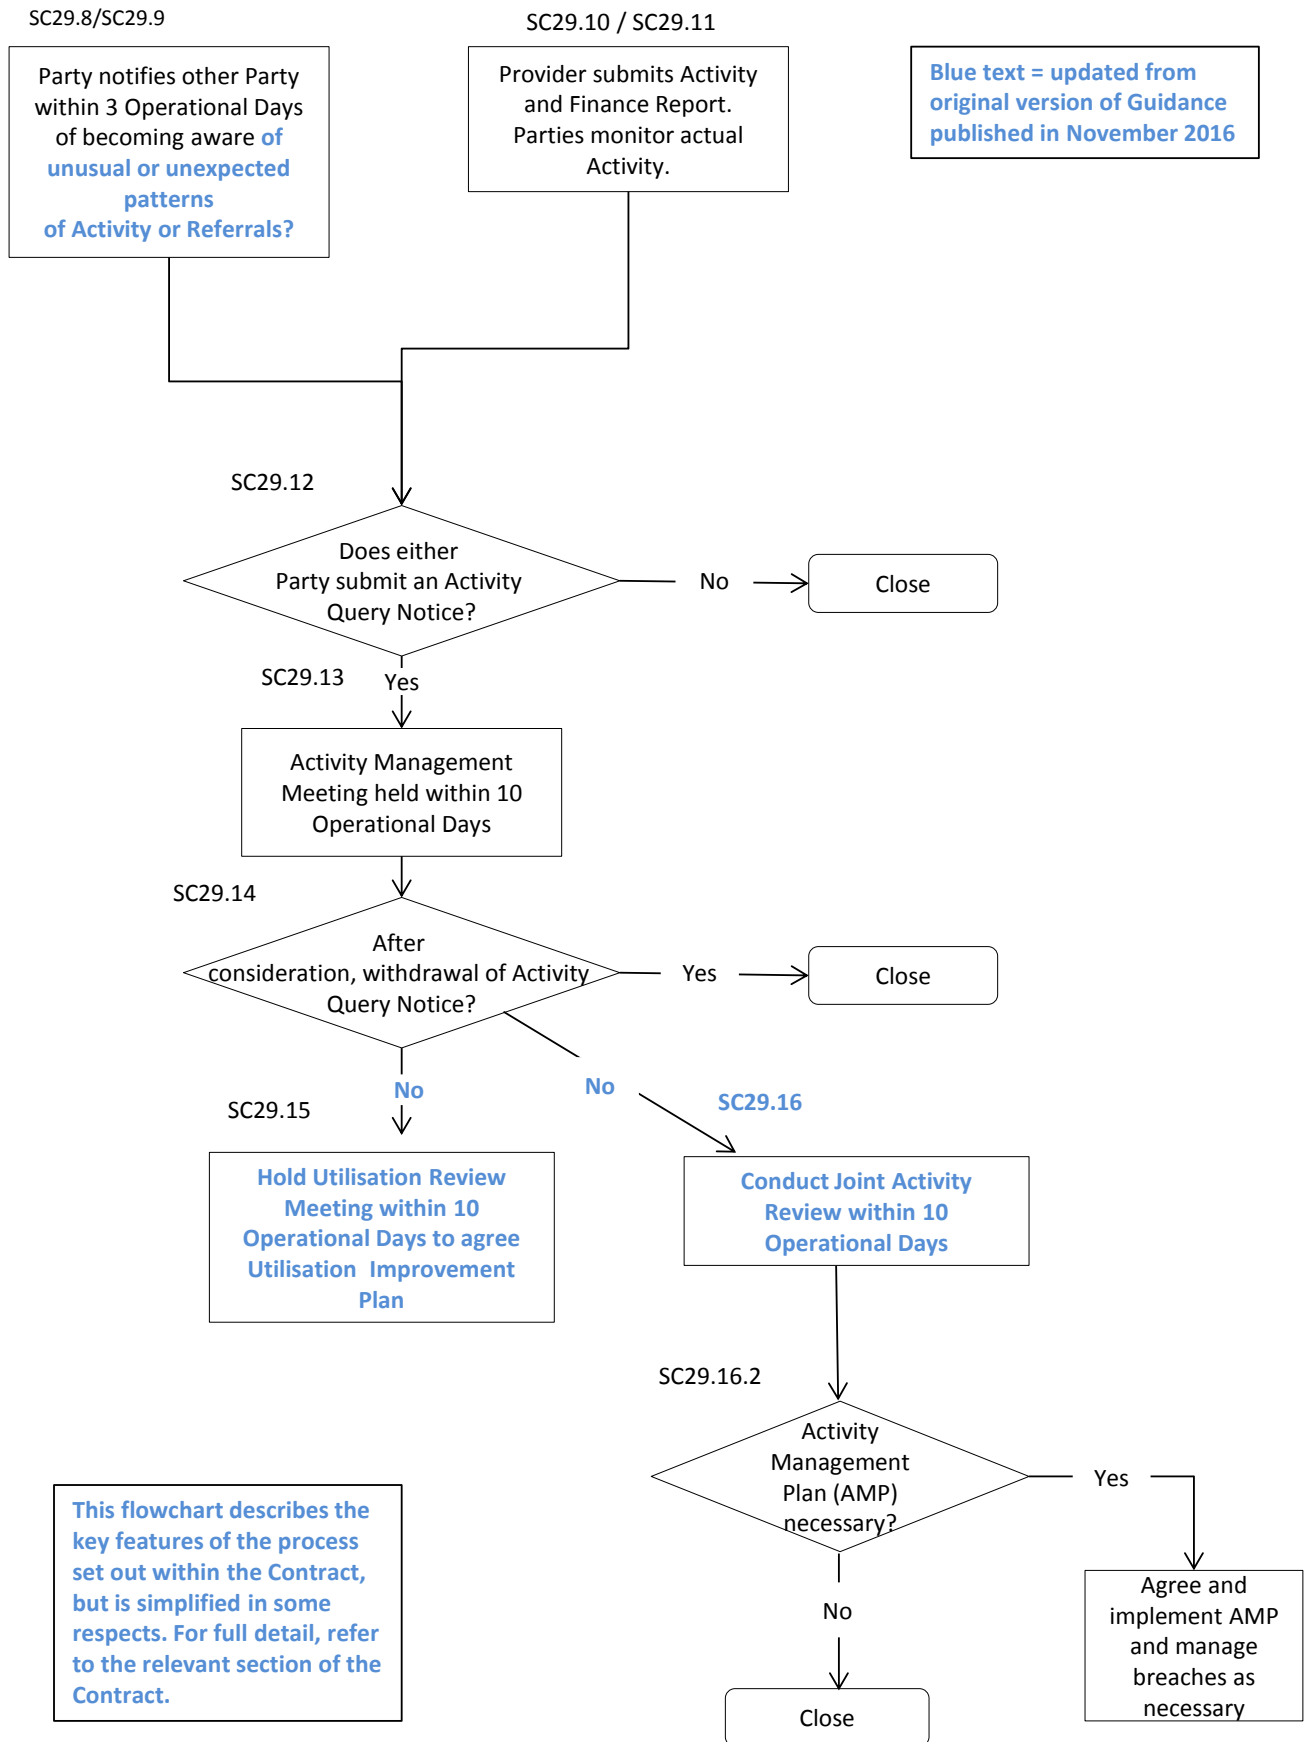 SC29.8/SC29.9
SC29.10 / SC29.11
Party notifies other Party
within 3 Operational Days
of becoming aware of
unusual or unexpected
patterns
of Activity or Referrals?
Provider submits Activity
and Finance Report.
Parties monitor actual
Activity.
Blue text = updated from
original version of Guidance
published in November 2016
SC29.12
Does either
Party submit an Activity
Query Notice?
No
Close
SC29.13
Yes
Activity Management
Meeting held within 10
Operational Days
SC29.14
After
consideration, withdrawal of Activity
Query Notice?
Yes
Close
No
No
SC29.15
SC29.16
Hold Utilisation Review
Meeting within 10
Operational Days to agree
Utilisation Improvement
Plan
Conduct Joint Activity
Review within 10
Operational Days
SC29.16.2
Activity
Management
Plan (AMP)
necessary?
Yes
No
Close
Agree and
implement AMP
and manage
breaches as
necessary
This flowchart describes the
key features of the process
set out within the Contract,
but is simplified in some
respects. For full detail, refer
to the relevant section of the
Contract.